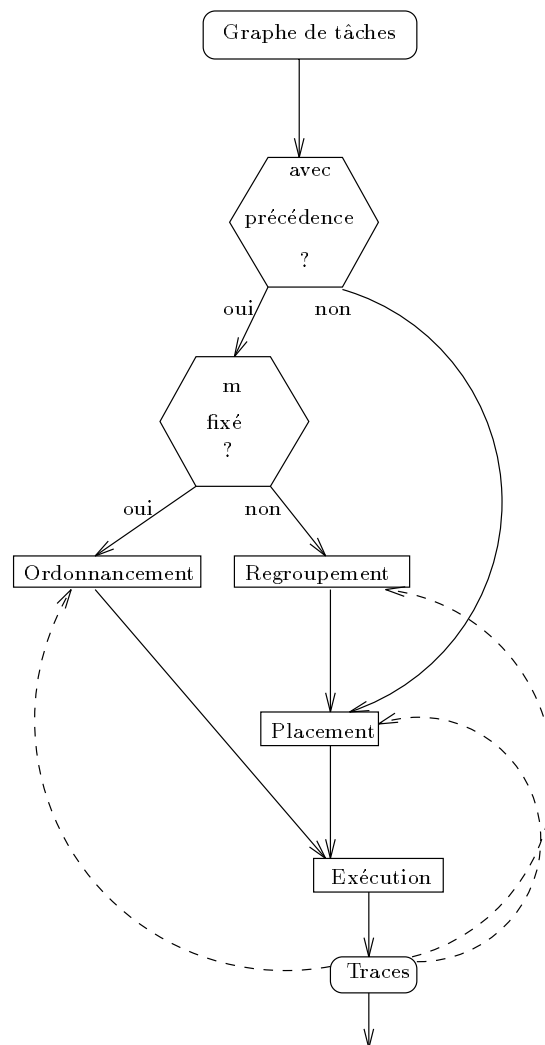 Graphe de tâches
avec
précédence
?
oui
non
m
fixé
?
oui
non
Ordonnancement
Regroupement
Placement
Exécution
Traces